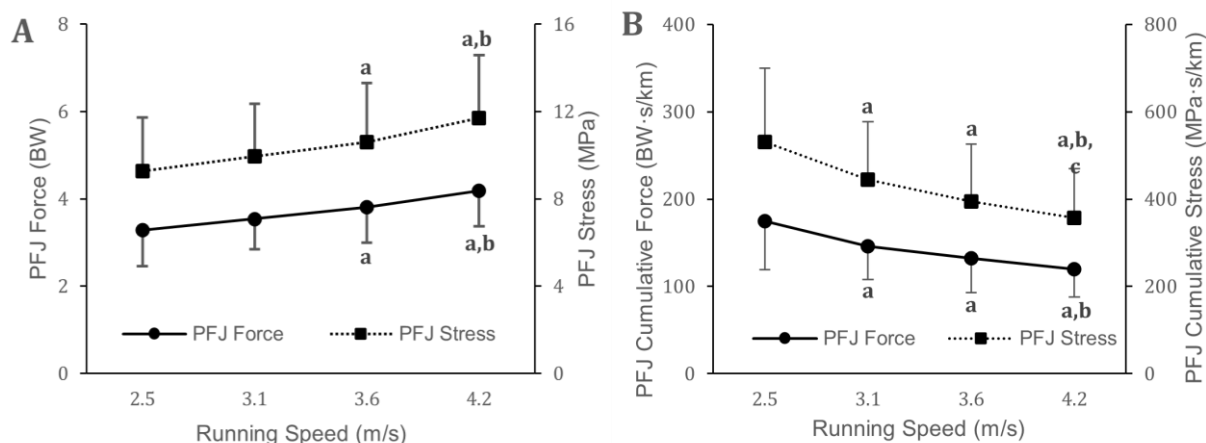 A
PFJ Force (BW)
8
6
4
2
0
16
12
8
4
0
PFJ Stress (MPa)
a
a,b
a
a,b
PFJ Force
PFJ Stress
2.5 3.1 3.6 4.2
Running Speed (m/s)
B
PFJ Cumulative Force (BW·s/km)
400
300
200
100
0
800
600
400
200
0
PFJ Cumulative Stress (MPa·s/km)
a
a
a,b,
a
a
a,b
PFJ Force
PFJ Stress
2.5 3.1 3.6 4.2
Running Speed (m/s)